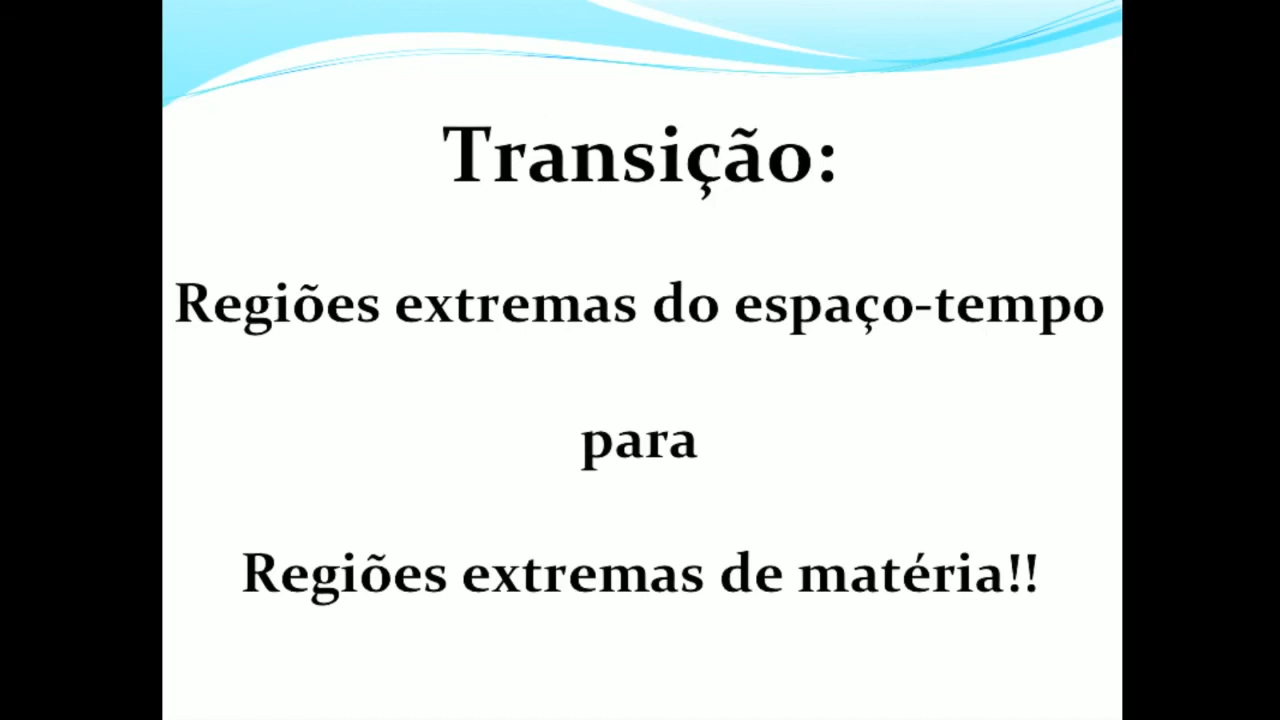 Transição:
Regiões extremas do espaço-tempo
para
Regiões extremas de matéria!!